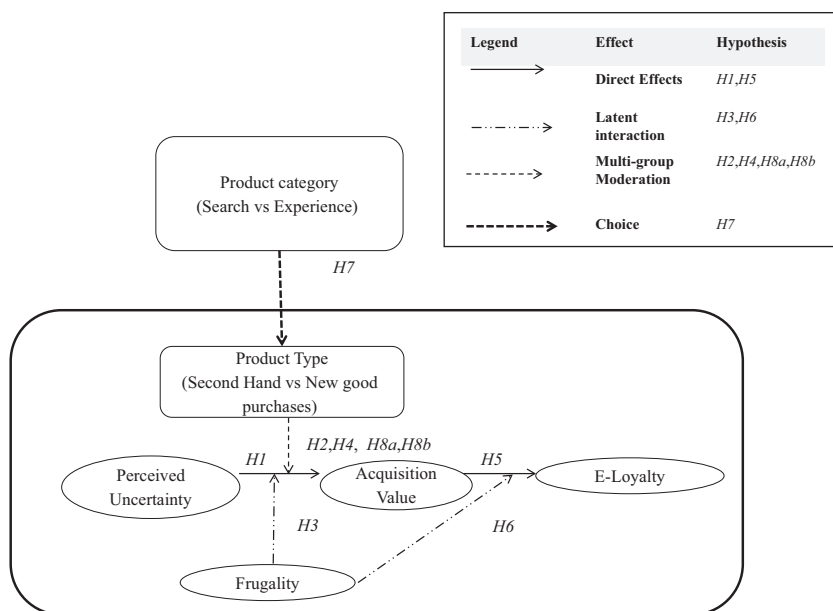 Legend Effect Hypothesis
Direct Effects H1,H5
Latent
interaction H3,H6
Multi-group
Moderation H2,H4,H8a,H8b
Choice H7
Product category
(Search vs Experience)
H7
Product Type
(Second Hand vs New good
purchases)
H1
H2,H4, H8a,H8b
H5
Perceived
Uncertainty
Acquisition
Value
E-Loyalty
H3
H6
Frugality